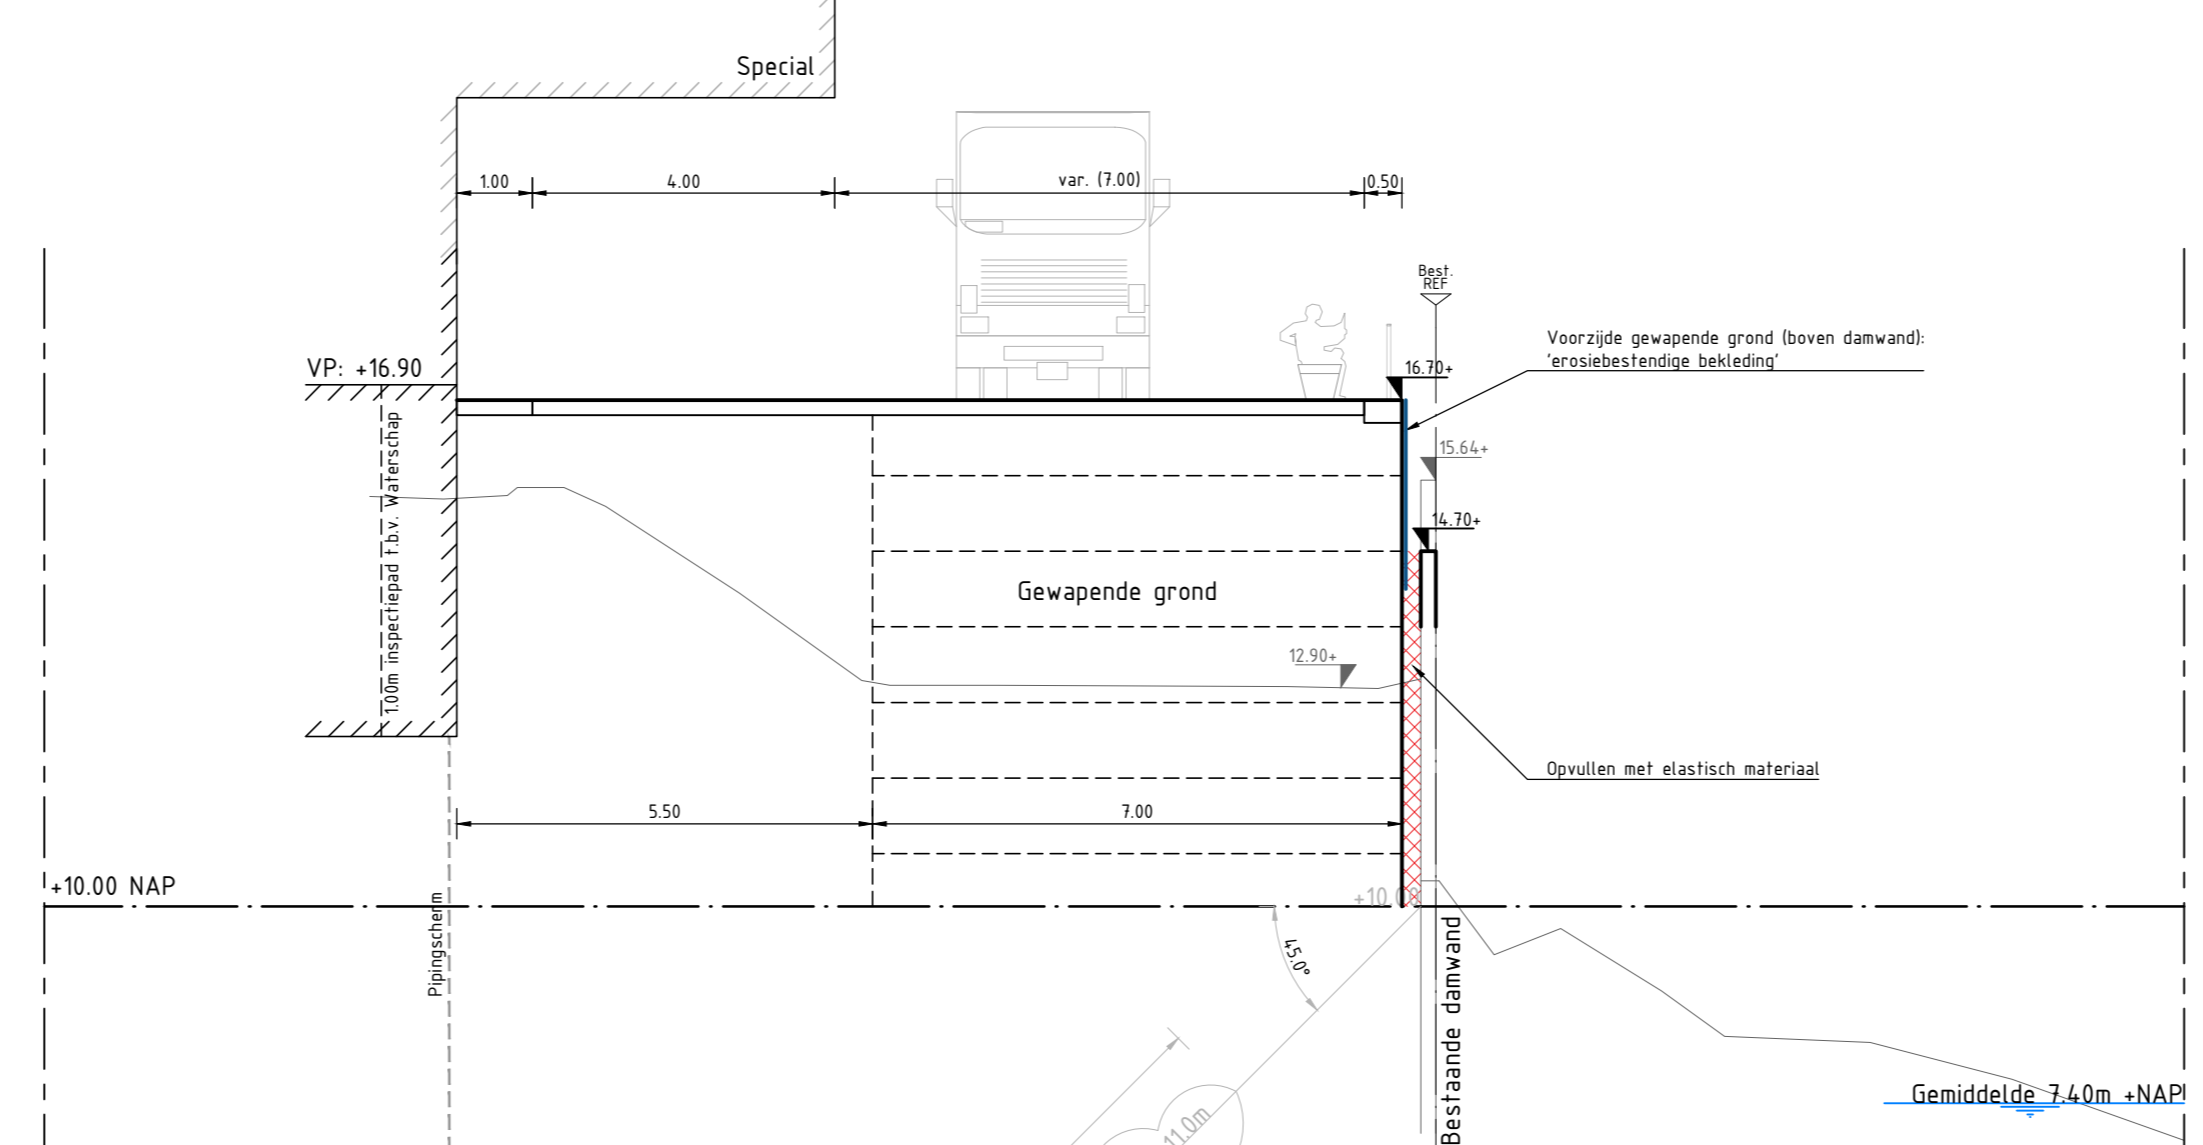 Special
1.00
4.00
var. (7.00)
0.50
Best.
REF
Voorzijde gewapende grond (boven damwand):
'erosiebestendige bekleding'
VP: +16.90
16.70+
15.64+
14.70+
1.00m inspectiepad t.b.v. Waterschap
Gewapende grond
12.90+
Opvullen met elastisch materiaal
5.50
7.00
+10.00 NAP
+10.00
Pipingscherm
45.0°
Bestaande damwand
Gemiddelde 7.40m +NAP
11.0m